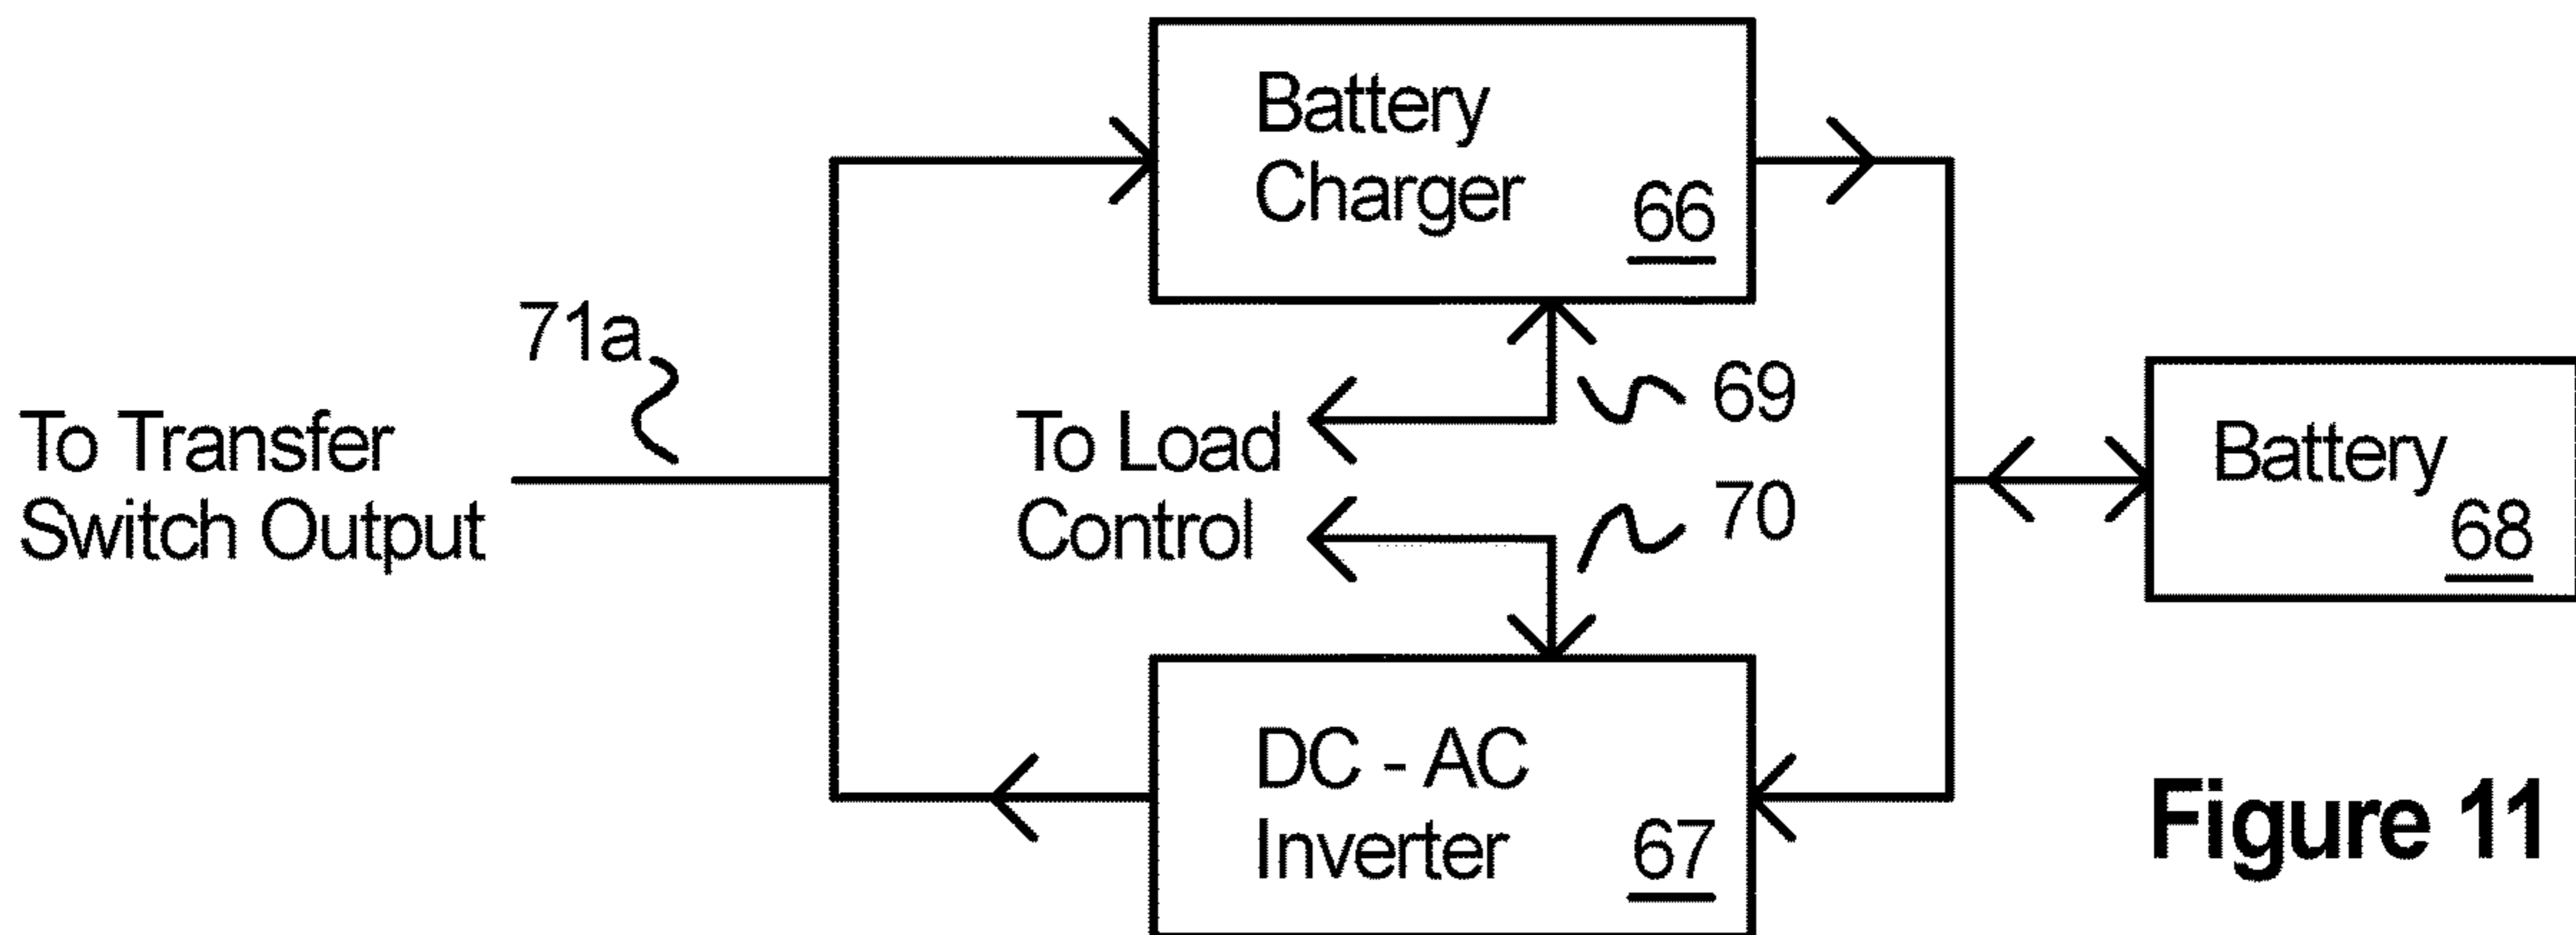 Battery
Charger
66
71a
To Transfer
Switch Output
To Load
Control
69
70
Battery
68
DC - AC
Inverter
67
Figure 11